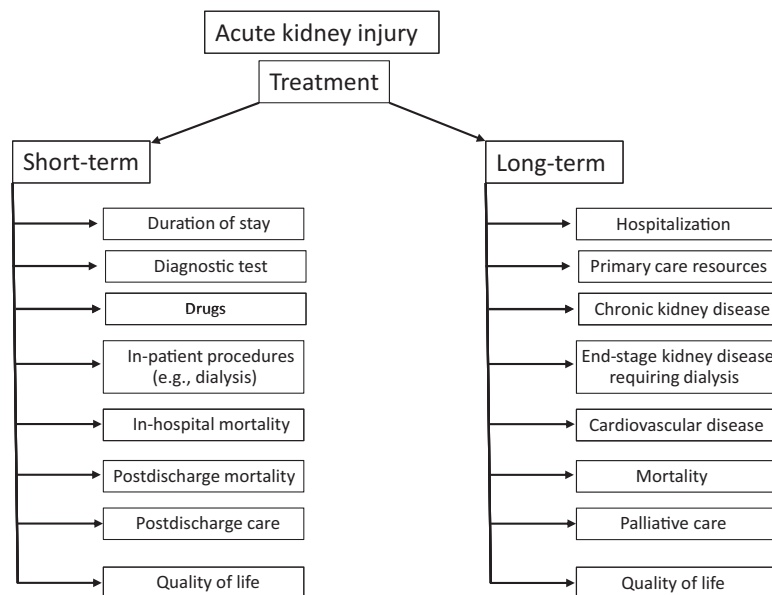 Acute kidney injury
Treatment
Short-term
Duration of stay
Diagnostic test
Drugs
In-patient procedures
(e.g., dialysis)
In-hospital mortality
Postdischarge mortality
Postdischarge care
Quality of life
Long-term
Hospitalization
Primary care resources
Chronic kidney disease
End-stage kidney disease
requiring dialysis
Cardiovascular disease
Mortality
Palliative care
Quality of life